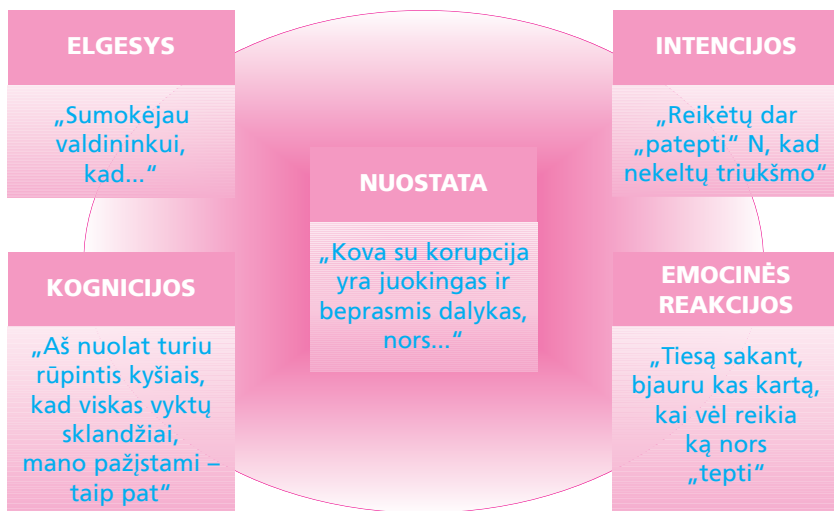 ELGESYS
„Sumokėjau
valdininkui,
kad...“
INTENCIJOS
„Reikėtų dar
„patepti“ N, kad
nekeltų triukšmo“
NUOSTATA
„Kova su korupcija
yra juokingas ir
beprasmis dalykas,
nors...“
KOGNICIJOS
„Aš nuolat turiu
rūpintis kyšiais,
kad viskas vyktų
sklandžiai,
mano pažįstami –
taip pat“
EMOCINĖS
REAKCIJOS
„Tiesą sakant,
bjauru kas kartą,
kai vėl reikia
ką nors
„tepti“